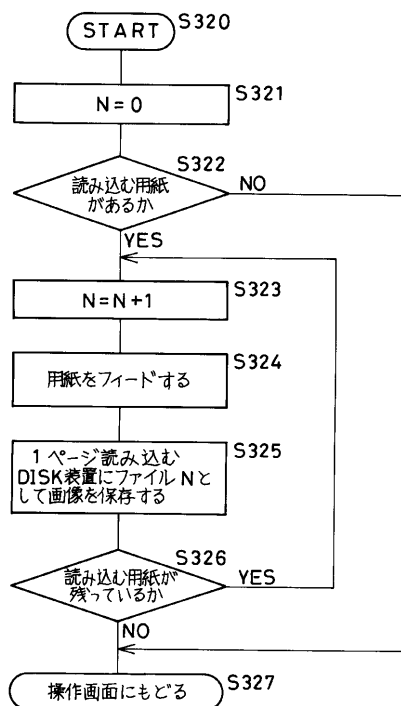 START
S320
N=0
S321
S322
読み込む用紙
があるか
NO
YES
N=N+1
S323
S324
用紙をフィードする
S325
1ページ読み込む
DISK装置にファイルNと
して画像を保存する
S326
読み込む用紙が
残っているか
YES
NO
S327
操作画面にもどる